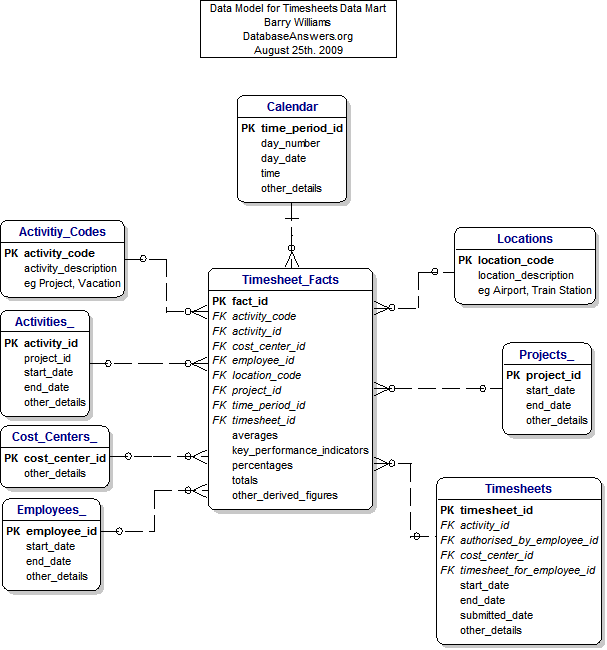 Data Model for Timesheets Data Mart
Barry Williams
DatabaseAnswers.org
August 25th. 2009
Calendar
PK time_period_id
day_number
day_date
time
other_details
Activitiy_Codes
PK activity_code
activity_description
eg Project, Vacation
Locations
PK location_code
location_description
eg Airport, Train Station
Timesheet_Facts
PK fact_id
FK activity_code
FK activity_id
FK cost_center_id
FK employee_id
FK location_code
FK project_id
FK time_period_id
FK timesheet_id
averages
key_performance_indicators
percentages
totals
other_derived_figures
Activities_
PK activity_id
project_id
start_date
end_date
other_details
Projects_
PK project_id
start_date
end_date
other_details
Cost_Centers_
PK cost_center_id
other_details
Employees_
PK employee_id
start_date
end_date
other_details
Timesheets
PK timesheet_id
FK activity_id
FK authorised_by_employee_id
FK cost_center_id
FK timesheet_for_employee_id
start_date
end_date
submitted_date
other_details